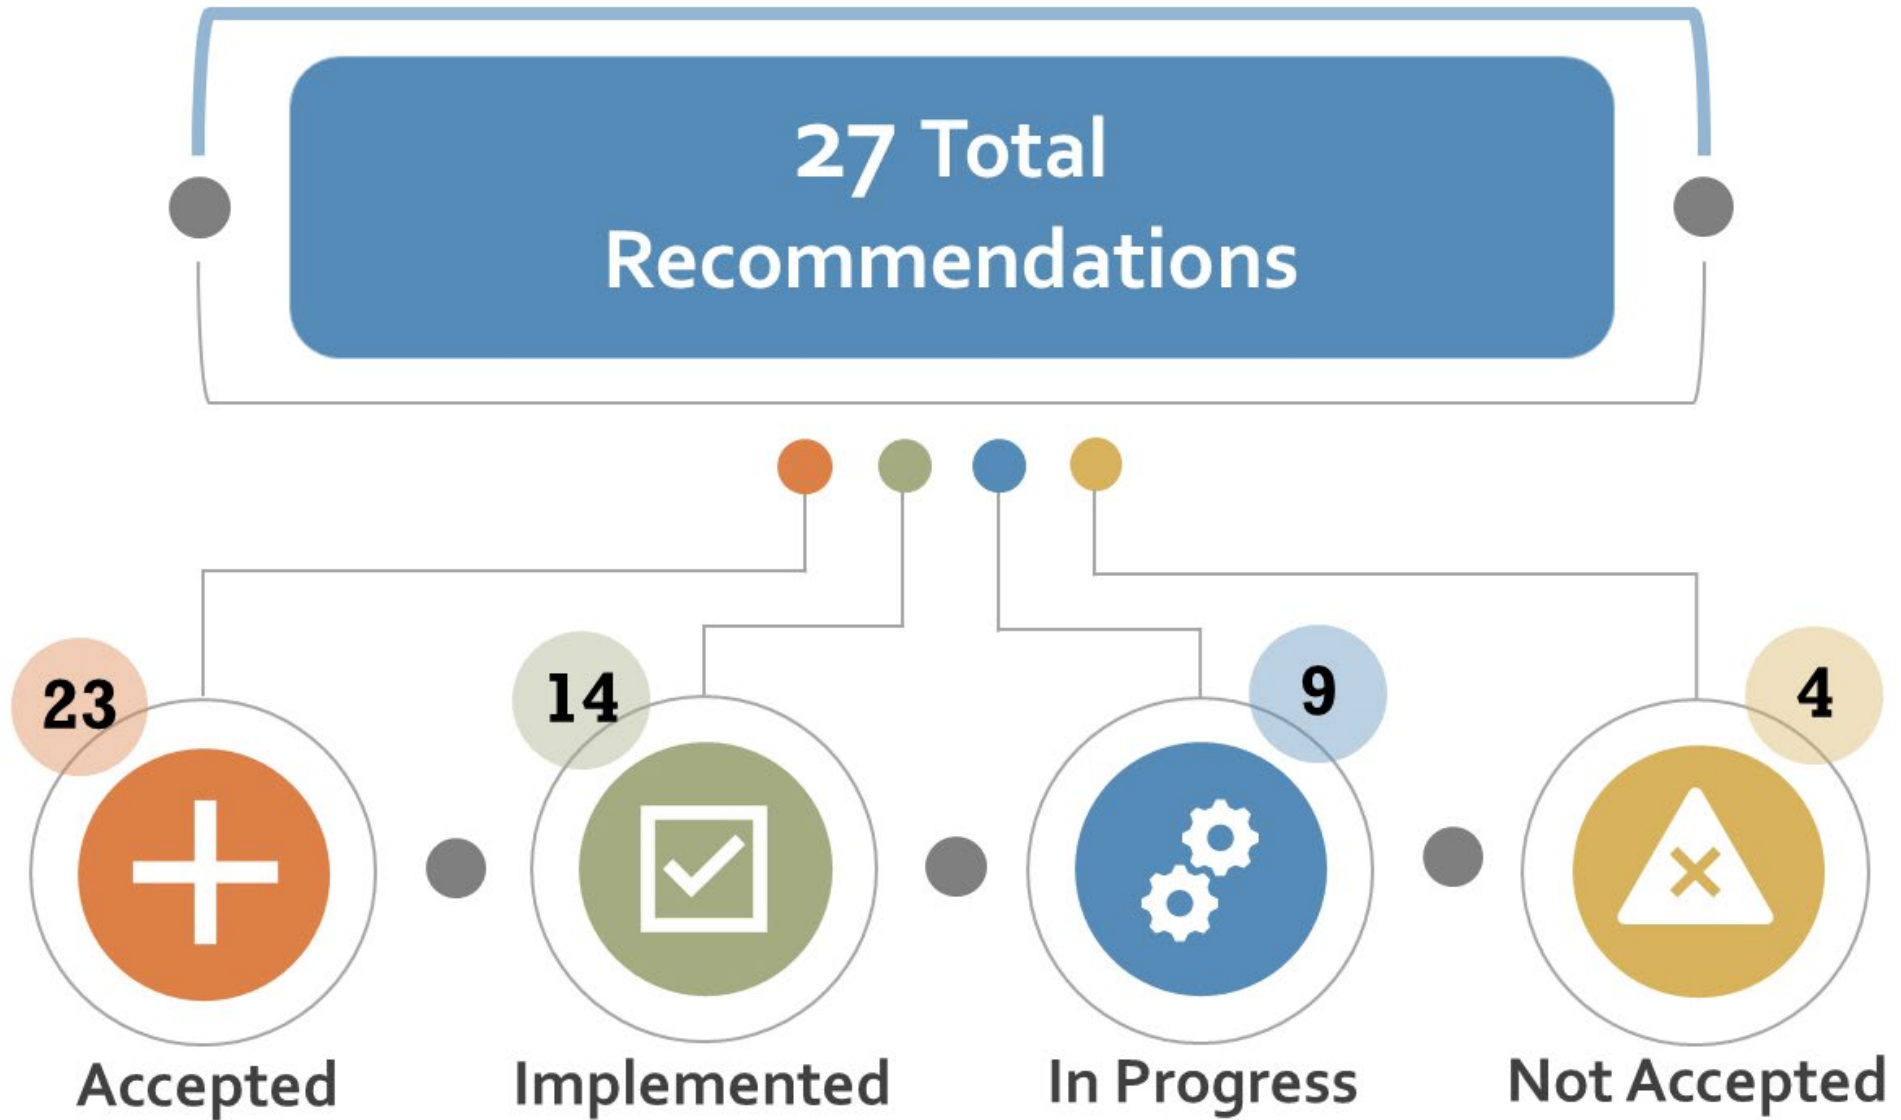 27 Total
Recommendations
23
14
9
4
Accepted
Implemented
In Progress
Not Accepted